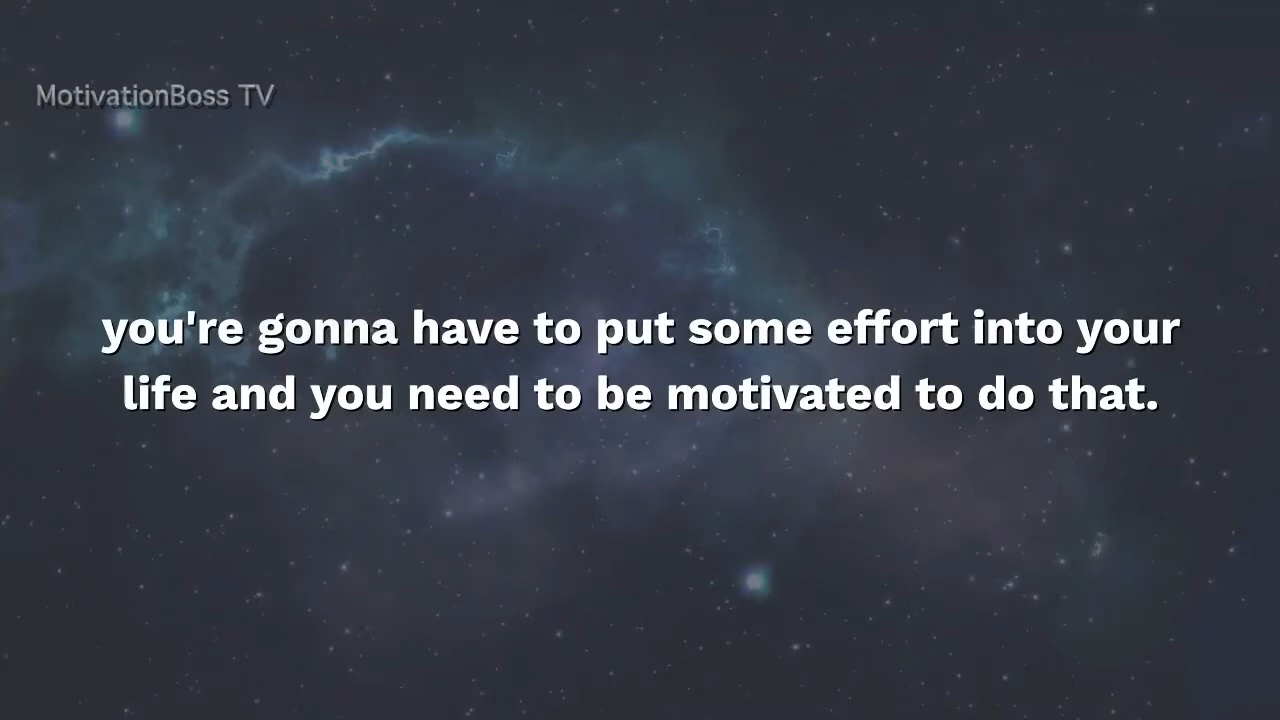 MotivationBoss TV
you're gonna have to put some effort into your
life and you need to be motivated to do that.